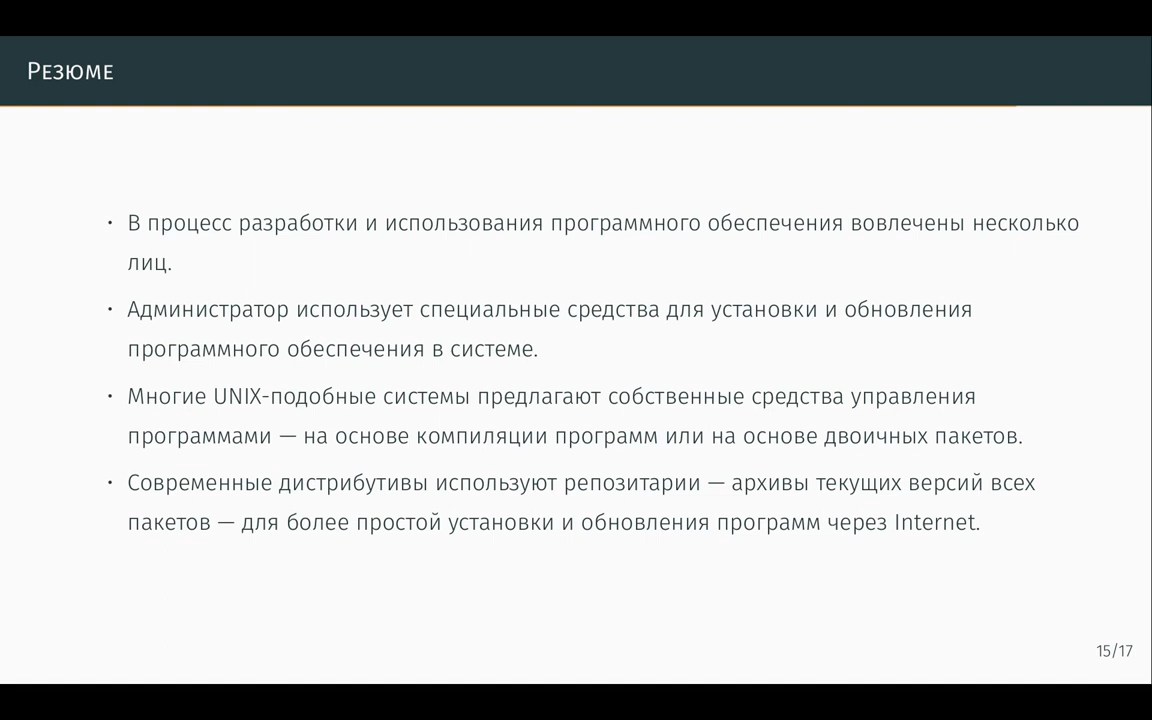 Резюме
• В процесс разработки и использования программного обеспечения вовлечены несколько
лиц.
• Администратор использует специальные средства для установки и обновления
программного обеспечения в системе.
• Многие UNIX-подобные системы предлагают собственные средства управления
программами — на основе компиляции программ или на основе двоичных пакетов.
• Современные дистрибутивы используют репозитарии — архивы текущих версий всех
пакетов — для более простой установки и обновления программ через Internet.
15/17